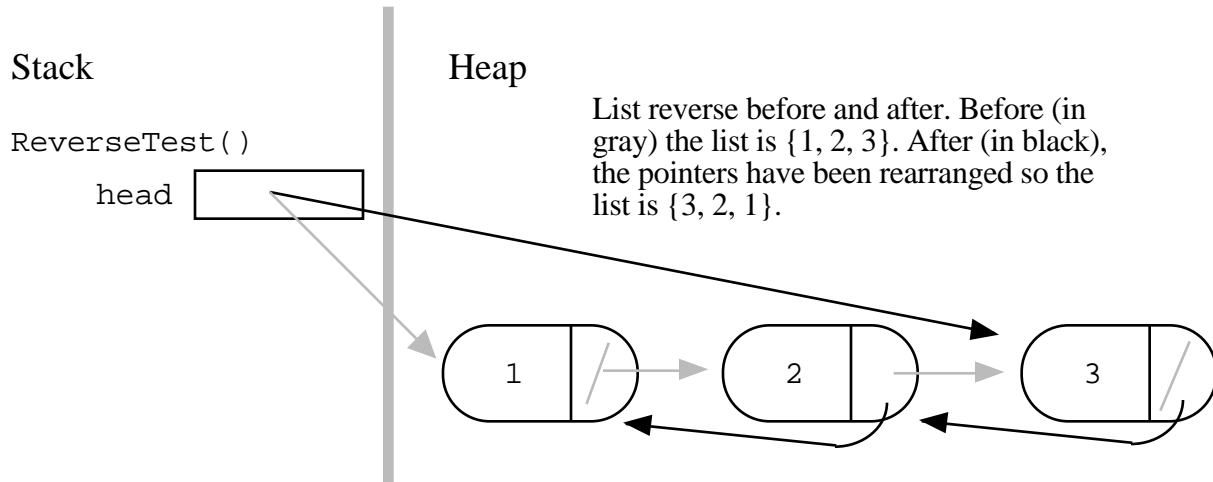 Stack
Heap
List reverse before and after. Before (in
gray) the list is {1, 2, 3}. After (in black),
the pointers have been rearranged so the
list is {3, 2, 1}.
ReverseTest()
head
1
2
3